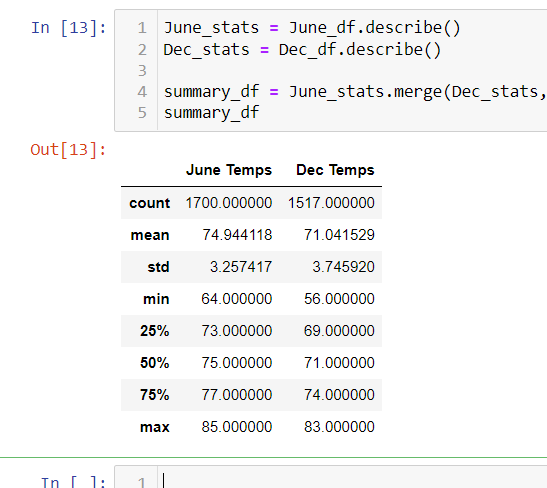 In [13]:
1 June_stats = June_df.describe()
2 Dec_stats = Dec_df.describe()
3
4 summary_df = June_stats.merge(Dec_stats,
5 summary_df
Out[13]:
June Temps Dec Temps
count 1700.000000 1517.000000
mean 74.944118 71.041529
std 3.257417 3.745920
min 64.000000 56.000000
25% 73.000000 69.000000
50% 75.000000 71.000000
75% 77.000000 74.000000
max 85.000000 83.000000
In [ ]: 1